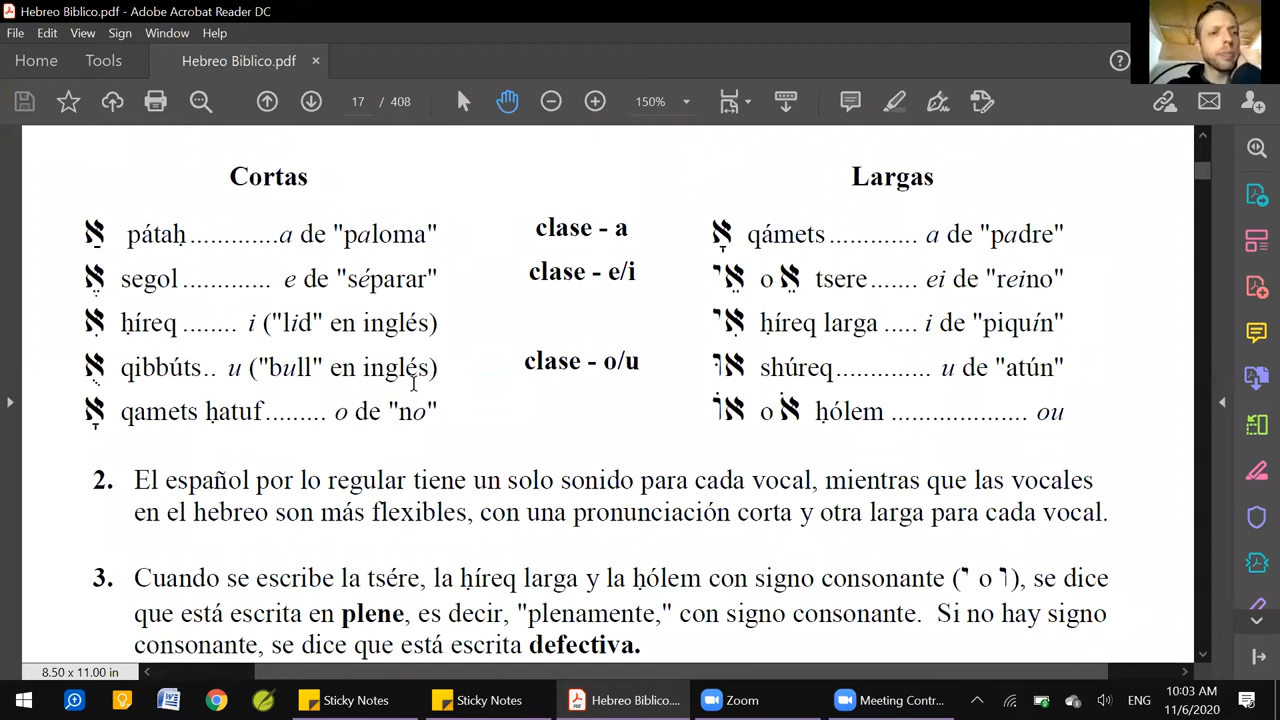 Hebreo Biblico.pdf - Adobe Acrobat Reader DC
File Edit View Sign Window Help
Home Tools Hebreo Biblico.pdf ×
17 / 408 150%
Cortas Largas
אַ pátaḥ.............a de "paloma" clase - a אָ qámets ............. a de "padre"
אֶ segol ............. e de "séparar" clase - e/i אֵי o אֵ tsere ....... ei de "reino"
אִ ḥíreq ........ i ("lid" en inglés) אִי ḥíreq larga ..... i de "piquín"
אֻ qibbúts.. u ("bull" en inglés) clase - o/u אוּ shúreq.............. u de "atún"
אָ qamets ḥatuf......... o de "no" אוֹ o אֹ ḥólem ..................... ou
2. El español por lo regular tiene un solo sonido para cada vocal, mientras que las vocales
en el hebreo son más flexibles, con una pronunciación corta y otra larga para cada vocal.
3. Cuando se escribe la tsére, la ḥíreq larga y la ḥólem con signo consonante (י o ו), se dice
que está escrita en plene, es decir, "plenamente," con signo consonante. Si no hay signo
consonante, se dice que está escrita defectiva.
8.50 x 11.00 in
Sticky Notes Sticky Notes Hebreo Biblico.... Zoom Meeting Contr... ENG 10:03 AM
11/6/2020